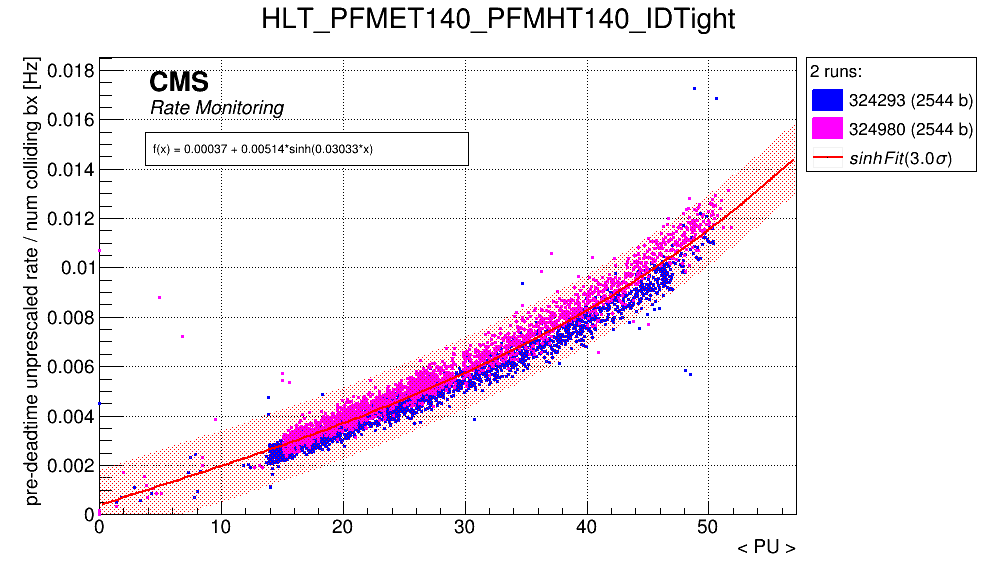 HLT_PFMET140_PFMHT140_IDTight
pre-deadtime unprescaled rate / num colliding bx [Hz]
0.018
0.016
0.014
0.012
0.01
0.008
0.006
0.004
0.002
0
CMS
Rate Monitoring
f(x) = 0.00037 + 0.00514*sinh(0.03033*x)
0 10 20 30 40 50
< PU >
2 runs:
324293 (2544 b)
324980 (2544 b)
sinhFit(3.0σ)